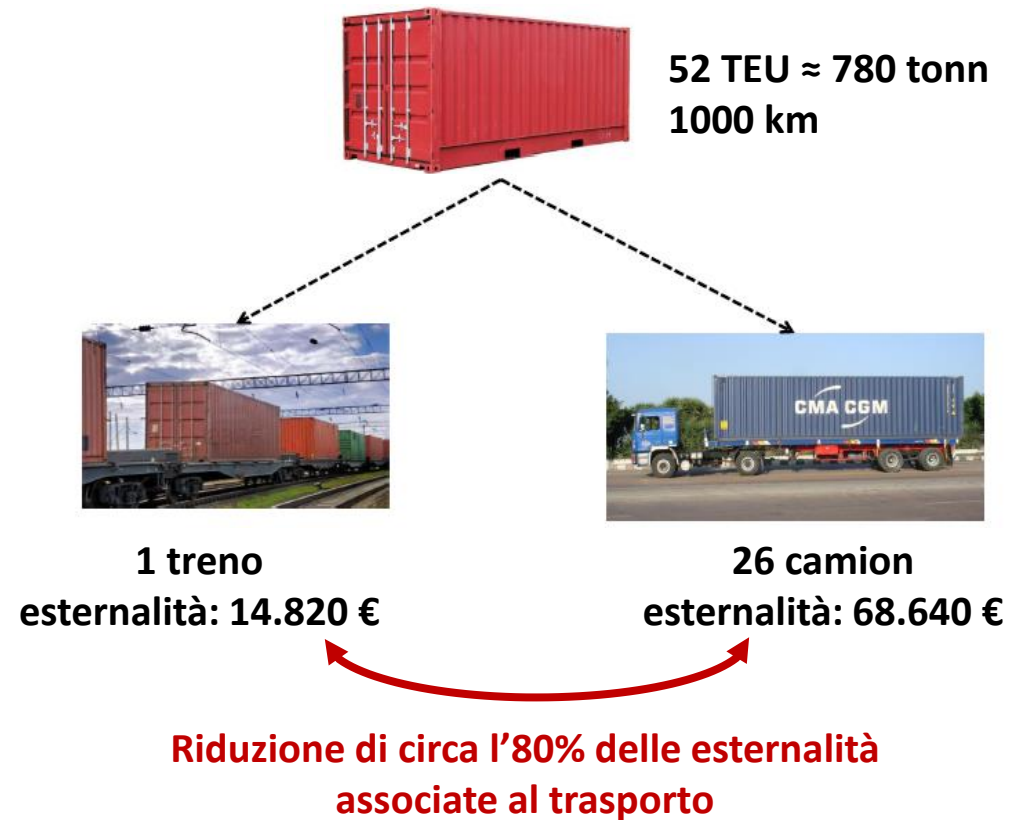 52 TEU ≈ 780 tonn
1000 km
CMA CGM
1 treno
esternalità: 14.820 €
26 camion
esternalità: 68.640 €
Riduzione di circa l’80% delle esternalità
associate al trasporto